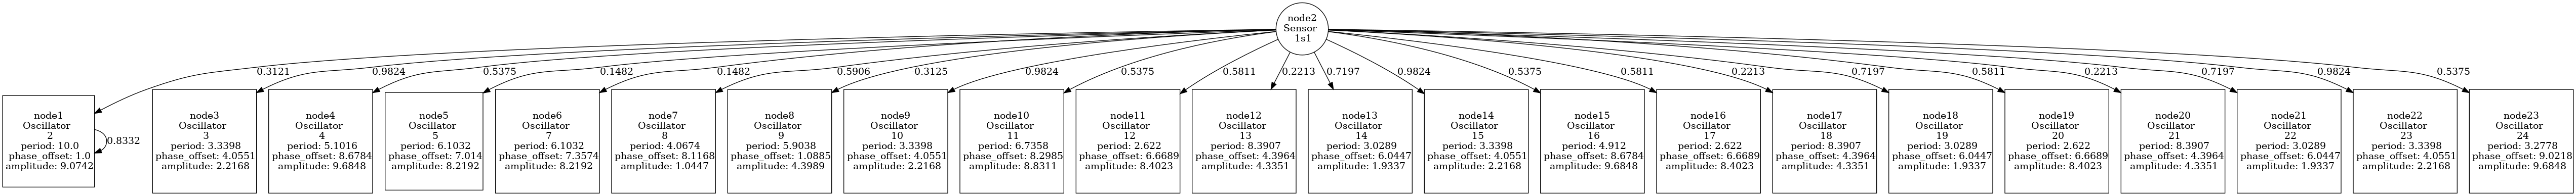 node2
Sensor
1s1
0.3121
0.9824
-0.5375
0.1482
0.1482
0.5906
-0.3125
0.9824
-0.5375
-0.5811
0.2213
0.7197
0.9824
-0.5375
-0.5811
0.2213
0.7197
-0.5811
0.2213
0.7197
0.9824
-0.5375
node1
Oscillator
2
period: 10.0
phase_offset: 1.0
amplitude: 9.0742
0.8332
node3
Oscillator
3
period: 3.3398
phase_offset: 4.0551
amplitude: 2.2168
node4
Oscillator
4
period: 5.1016
phase_offset: 8.6784
amplitude: 9.6848
node5
Oscillator
5
period: 6.1032
phase_offset: 7.014
amplitude: 8.2192
node6
Oscillator
7
period: 6.1032
phase_offset: 7.3574
amplitude: 8.2192
node7
Oscillator
8
period: 4.0674
phase_offset: 8.1168
amplitude: 1.0447
node8
Oscillator
9
period: 5.9038
phase_offset: 1.0885
amplitude: 4.3989
node9
Oscillator
10
period: 3.3398
phase_offset: 4.0551
amplitude: 2.2168
node10
Oscillator
11
period: 6.7358
phase_offset: 8.2985
amplitude: 8.8311
node11
Oscillator
12
period: 2.622
phase_offset: 6.6689
amplitude: 8.4023
node12
Oscillator
13
period: 8.3907
phase_offset: 4.3964
amplitude: 4.3351
node13
Oscillator
14
period: 3.0289
phase_offset: 6.0447
amplitude: 1.9337
node14
Oscillator
15
period: 3.3398
phase_offset: 4.0551
amplitude: 2.2168
node15
Oscillator
16
period: 4.912
phase_offset: 8.6784
amplitude: 9.6848
node16
Oscillator
17
period: 2.622
phase_offset: 6.6689
amplitude: 8.4023
node17
Oscillator
18
period: 8.3907
phase_offset: 4.3964
amplitude: 4.3351
node18
Oscillator
19
period: 3.0289
phase_offset: 6.0447
amplitude: 1.9337
node19
Oscillator
20
period: 2.622
phase_offset: 6.6689
amplitude: 8.4023
node20
Oscillator
21
period: 8.3907
phase_offset: 4.3964
amplitude: 4.3351
node21
Oscillator
22
period: 3.0289
phase_offset: 6.0447
amplitude: 1.9337
node22
Oscillator
23
period: 3.3398
phase_offset: 4.0551
amplitude: 2.2168
node23
Oscillator
24
period: 3.2778
phase_offset: 9.0218
amplitude: 9.6848